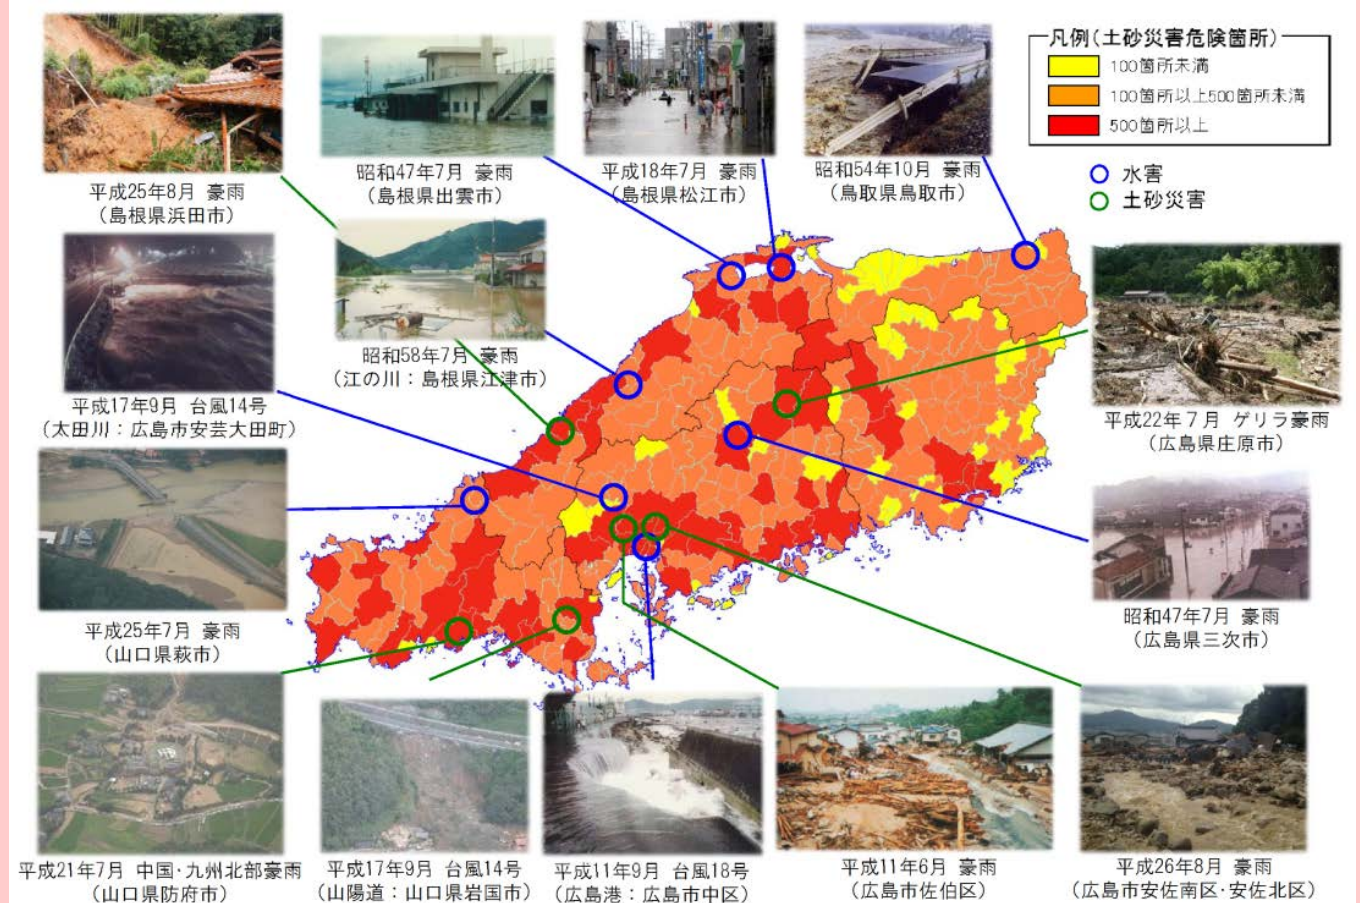 凡例(土砂災害危険箇所)
100箇所未満
100箇所以上500箇所未満
500箇所以上
水害
土砂災害
平成25年8月 豪雨
(島根県浜田市)
昭和47年7月 豪雨
(島根県出雲市)
平成18年7月 豪雨
(島根県松江市)
昭和54年10月 豪雨
(鳥取県鳥取市)
平成17年9月 台風14号
(太田川：広島市安芸大田町)
昭和58年7月 豪雨
(江の川：島根県江津市)
平成22年7月 ゲリラ豪雨
(広島県庄原市)
平成25年7月 豪雨
(山口県萩市)
昭和47年7月 豪雨
(広島県三次市)
平成21年7月 中国・九州北部豪雨
(山口県防府市)
平成17年9月 台風14号
(山陽道：山口県岩国市)
平成11年9月 台風18号
(広島港：広島市中区)
平成11年6月 豪雨
(広島市佐伯区)
平成26年8月 豪雨
(広島市安佐南区・安佐北区)